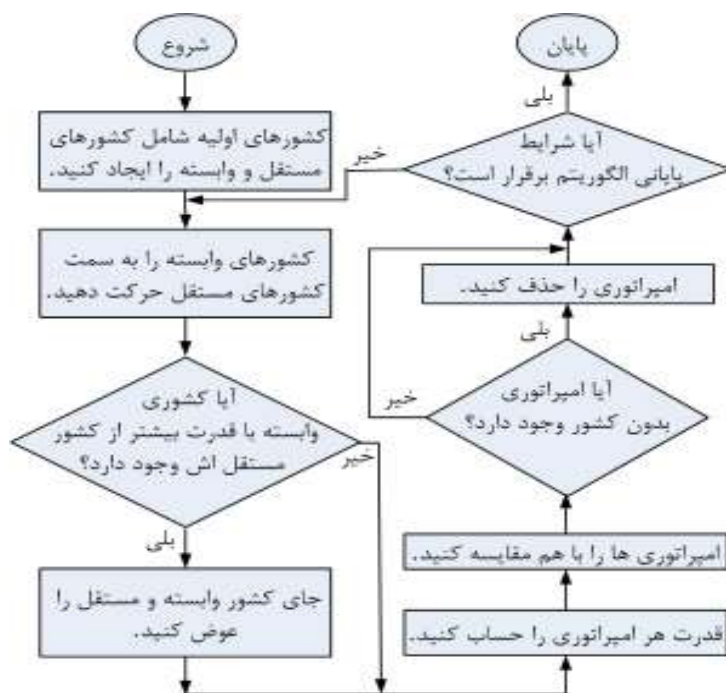 شروع
کشورهای اولیه شامل کشورهای
مستقل و وابسته را ایجاد کنید.
کشورهای وابسته را به سمت
کشورهای مستقل حرکت دهید.
آیا کشوری
وابسته با قدرت بیشتر از کشور
مستقل اش وجود دارد؟
خیر
بلی
جای کشور وابسته و مستقل را
عوض کنید.
قدرت هر امپراتوری را حساب کنید.
امپراتوری ها را با هم مقایسه کنید.
آیا امپراتوری
بدون کشور وجود دارد؟
خیر
بلی
امپراتوری را حذف کنید.
آیا شرایط
پایانی الگوریتم برقرار است؟
خیر
بلی
پایان